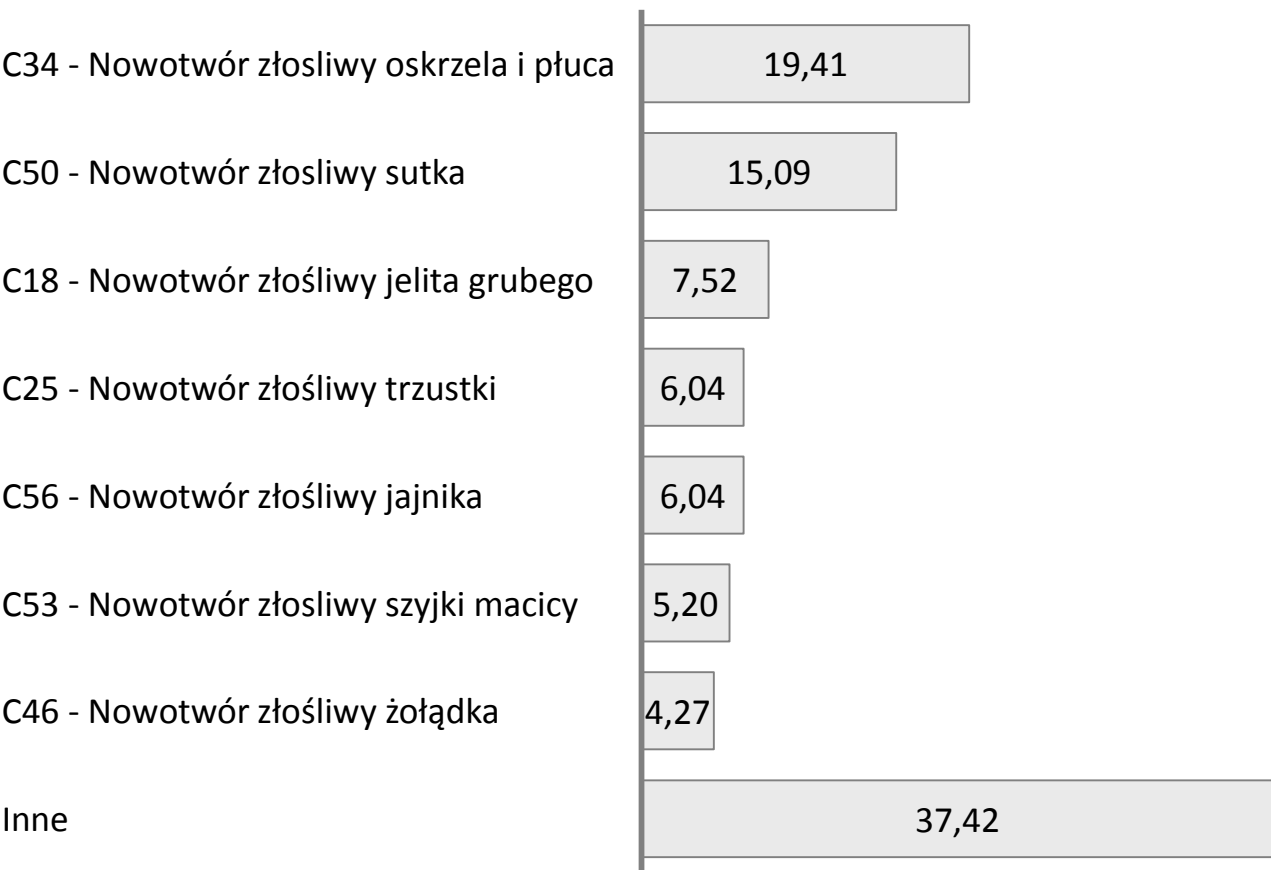 C34 - Nowotwór złosliwy oskrzela i płuca 19,41
C50 - Nowotwór złosliwy sutka 15,09
C18 - Nowotwór złośliwy jelita grubego 7,52
C25 - Nowotwór złośliwy trzustki 6,04
C56 - Nowotwór złośliwy jajnika 6,04
C53 - Nowotwór złosliwy szyjki macicy 5,20
C46 - Nowotwór złośliwy żołądka 4,27
Inne 37,42